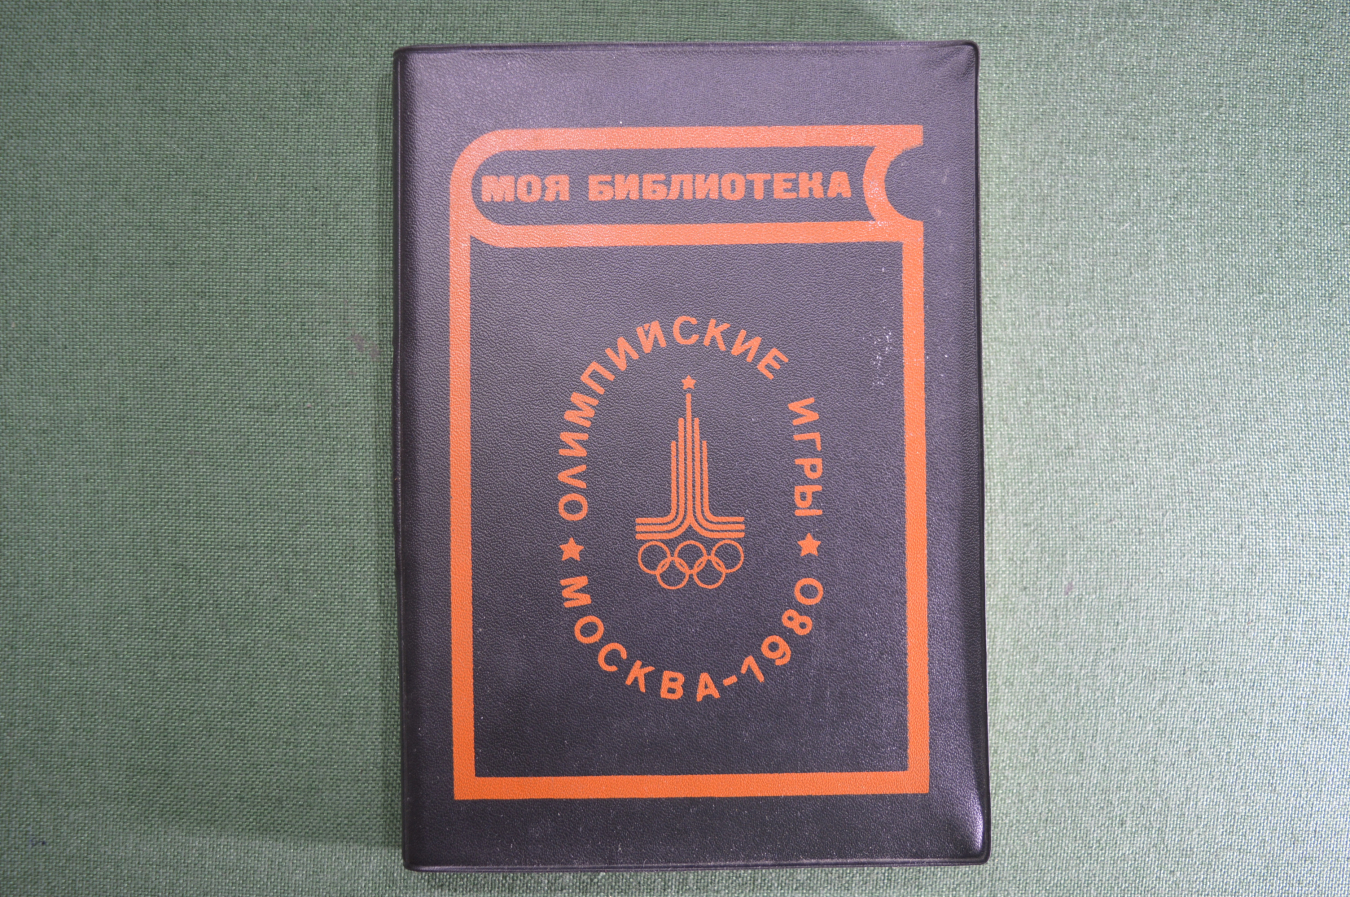 МОЯ БИБЛИОТЕКА
ОЛИМПИЙСКИЕ ИГРЫ
МОСКВА-1980